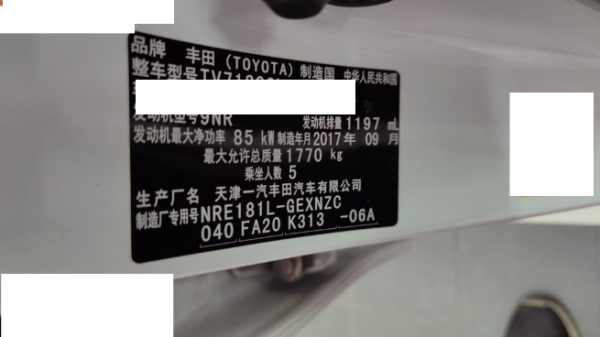 品牌 丰田 (TOYOTA) 制造国 中华人民共和国
整车型号
发动机型号 9NR 发动机排量 1197 mL
发动机最大净功率 85 kW 制造年月 2017 年 09 月
最大允许总质量 1770 kg
乘坐人数 5
生产厂名 天津一汽丰田汽车有限公司
制造厂专用号 NRE181L-GEXNZC
040 FA20 K313 -06A